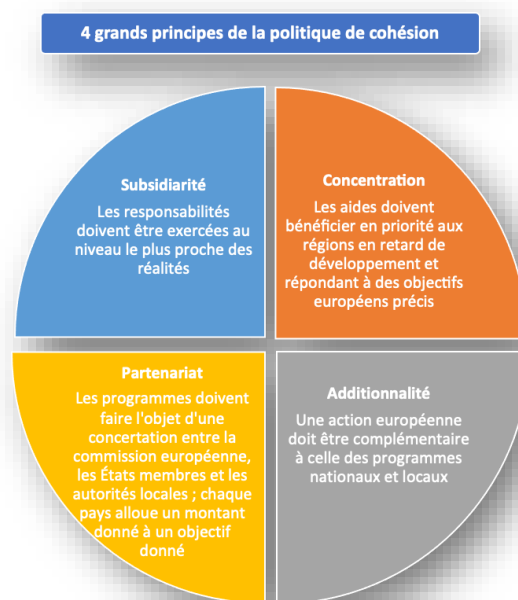 4 grands principes de la politique de cohésion
Subsidiarité
Les responsabilités
doivent être exercées au
niveau le plus proche des
réalités
Concentration
Les aides doivent
bénéficier en priorité aux
régions en retard de
développement et
répondant à des objectifs
européens précis
Partenariat
Les programmes doivent
faire l'objet d'une
concertation entre la
commission européenne,
les États membres et les
autorités locales ; chaque
pays alloue un montant
donné à un objectif
donné
Additionnalité
Une action européenne
doit être complémentaire
à celle des programmes
nationaux et locaux